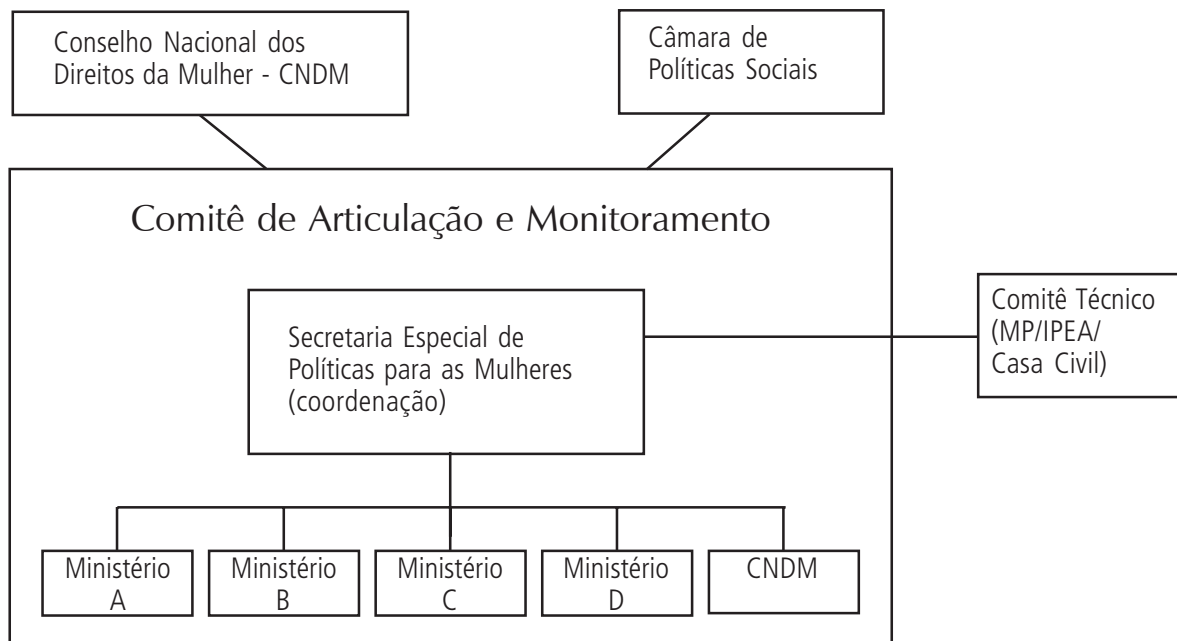 Conselho Nacional dos
Direitos da Mulher - CNDM
Câmara de
Políticas Sociais
Comitê de Articulação e Monitoramento
Secretaria Especial de
Políticas para as Mulheres
(coordenação)
Comitê Técnico
(MP/IPEA/
Casa Civil)
Ministério
A
Ministério
B
Ministério
C
Ministério
D
CNDM